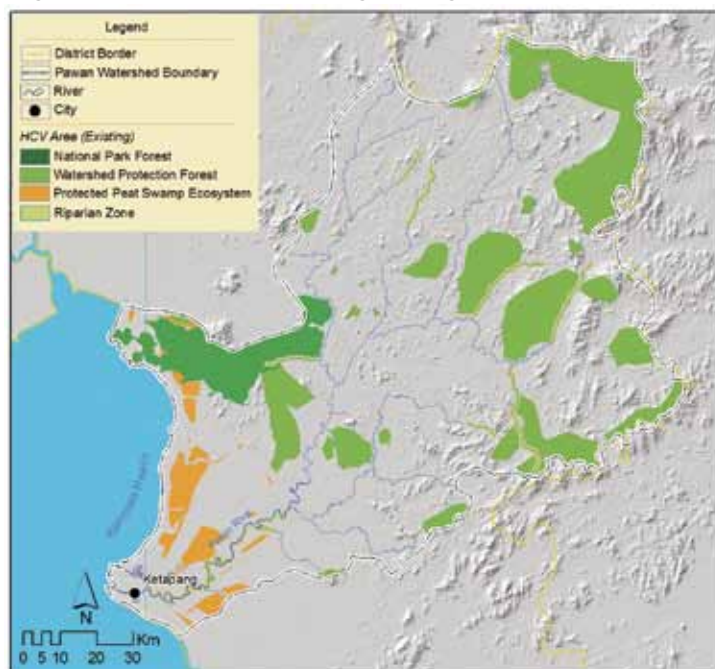 Legend
District Border
Pawan Watershed Boundary
River
City
HCV Area (Existing)
National Park Forest
Watershed Protection Forest
Protected Peat Swamp Ecosystem
Riparian Zone
Ketapang
N
Km
0 5 10 20 30